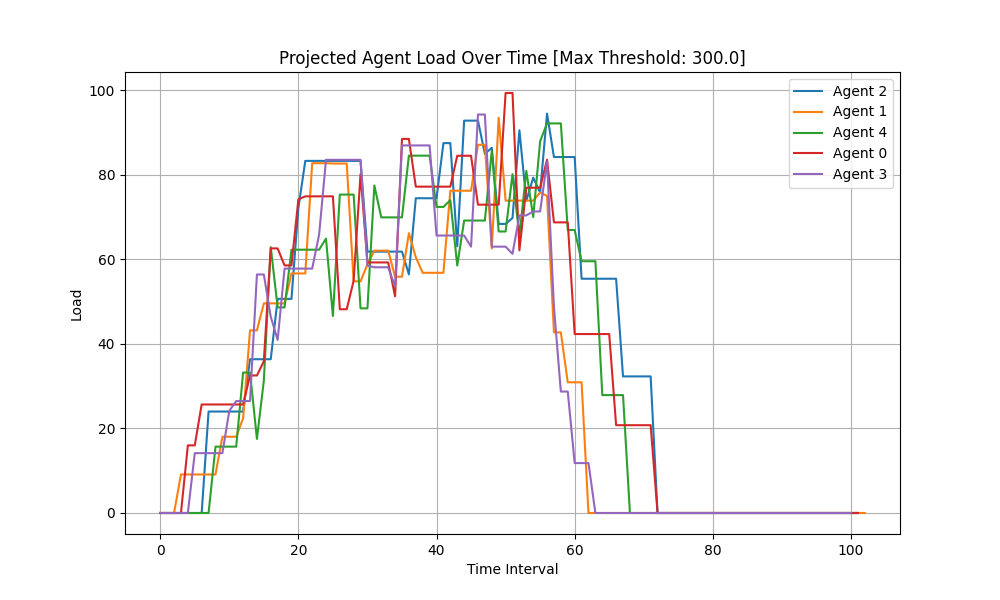 Projected Agent Load Over Time [Max Threshold: 300.0]
100
80
60
40
20
0
Load
Agent 2
Agent 1
Agent 4
Agent 0
Agent 3
0 20 40 60 80 100
Time Interval